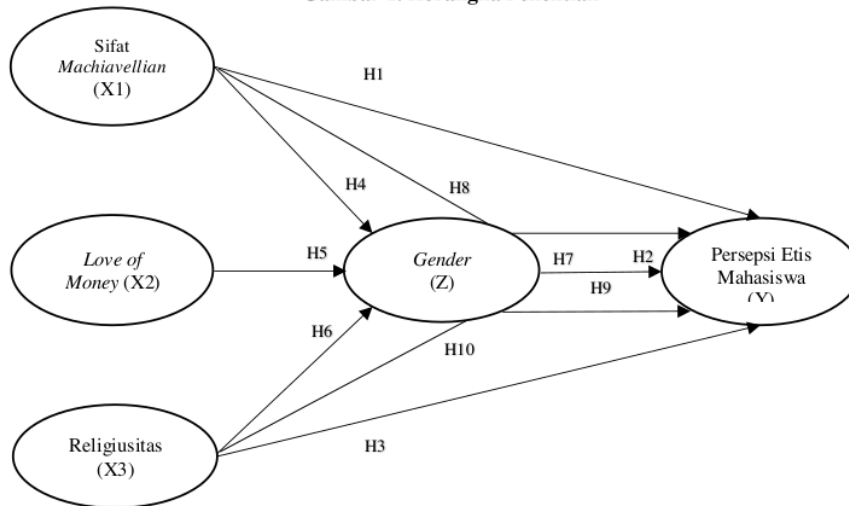 Sifat
Machiavellian
(X1)
H1
H4
H8
Love of
Money (X2)
H5
Gender
(Z)
H7
H2
H9
Persepsi Etis
Mahasiswa
(Y)
H6
H10
Religiusitas
(X3)
H3